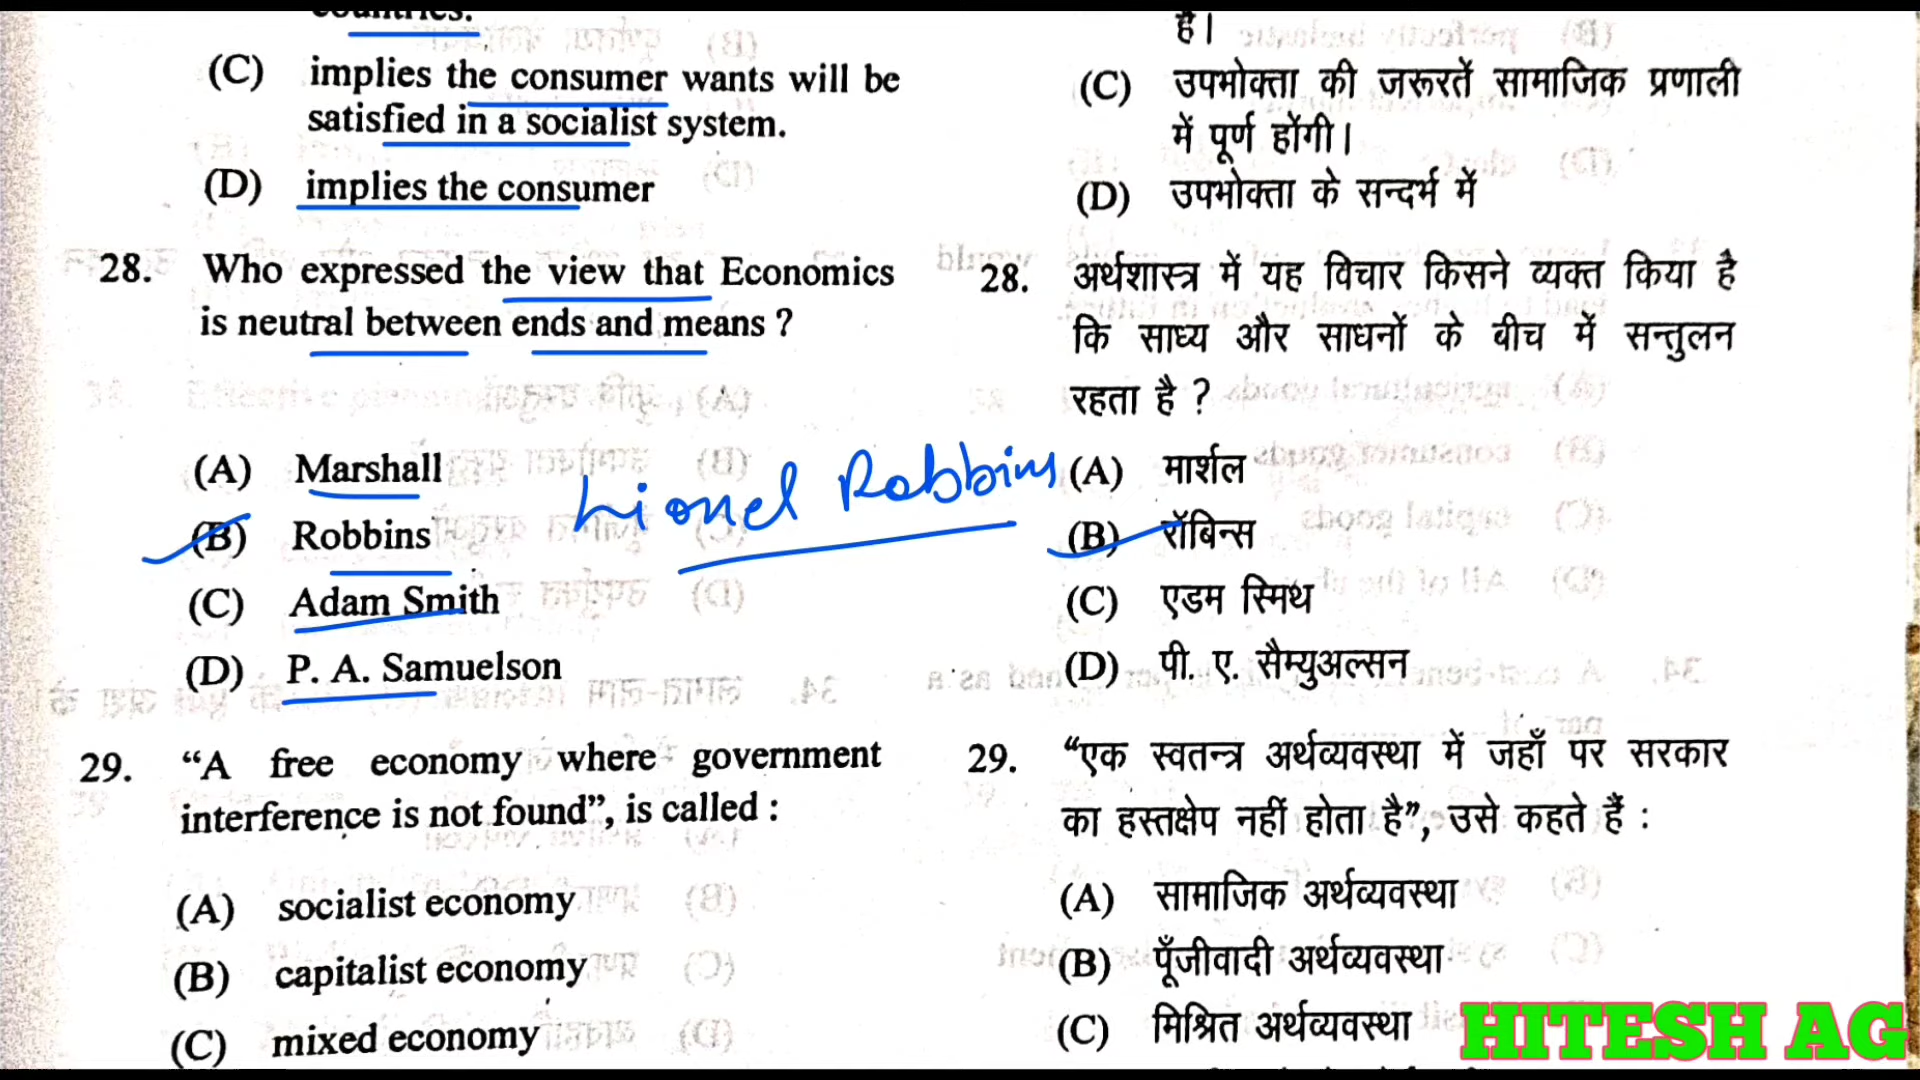 countries.
(C) implies the consumer wants will be
satisfied in a socialist system.
(D) implies the consumer
28. Who expressed the view that Economics
is neutral between ends and means ?
(A) Marshall
(B) Robbins
Lionel Robbins
(C) Adam Smith
(D) P. A. Samuelson
29. “A free economy where government
interference is not found”, is called :
(A) socialist economy
(B) capitalist economy
(C) mixed economy
है।
(C) उपभोक्ता की जरूरतें सामाजिक प्रणाली
में पूर्ण होंगी।
(D) उपभोक्ता के सन्दर्भ में
28. अर्थशास्त्र में यह विचार किसने व्यक्त किया है
कि साध्य और साधनों के बीच में सन्तुलन
रहता है ?
(A) मार्शल
(B) रॉबिन्स
(C) एडम स्मिथ
(D) पी. ए. सैम्युअल्सन
29. “एक स्वतन्त्र अर्थव्यवस्था में जहाँ पर सरकार
का हस्तक्षेप नहीं होता है”, उसे कहते हैं :
(A) सामाजिक अर्थव्यवस्था
(B) पूँजीवादी अर्थव्यवस्था
(C) मिश्रित अर्थव्यवस्था
HITESH AG